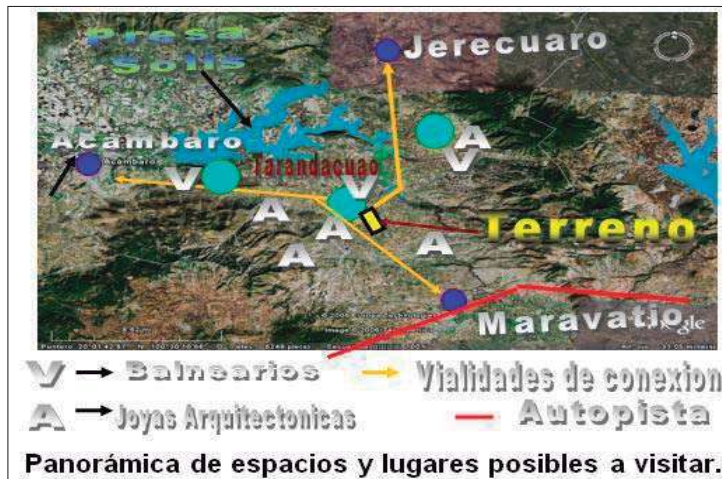 Presa
Solis
Jerecuaro
Acambaro
Acambaros
Tarandacuao
V
V
A
V
A
A
A
A
Terreno
Maravatio
V Balnearios
Vialidades de conexion
A Joyas Arquitectonicas
Autopista
Panorámica de espacios y lugares posibles a visitar.